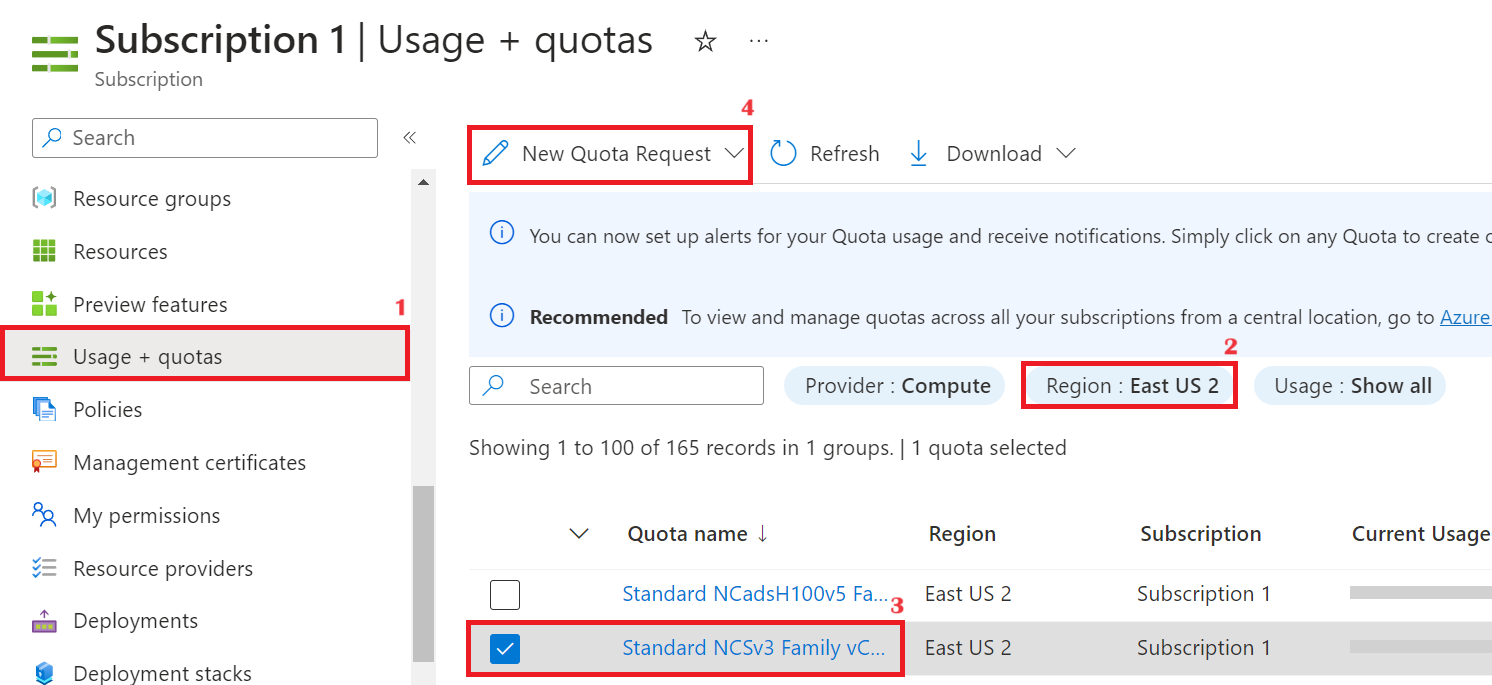 Subscription 1 | Usage + quotas ☆ ...
Subscription
Search «
Resource groups
Resources
Preview features
1
Usage + quotas
Policies
Management certificates
My permissions
Resource providers
Deployments
Deployment stacks
4
New Quota Request Refresh Download
You can now set up alerts for your Quota usage and receive notifications. Simply click on any Quota to create
Recommended To view and manage quotas across all your subscriptions from a central location, go to Azure
2
Search Provider : Compute Region : East US 2 Usage : Show all
Showing 1 to 100 of 165 records in 1 groups. | 1 quota selected
Quota name ↓ Region Subscription Current Usage
Standard NCadsH100v5 Fa... East US 2 Subscription 1
3
Standard NCSv3 Family vC... East US 2 Subscription 1